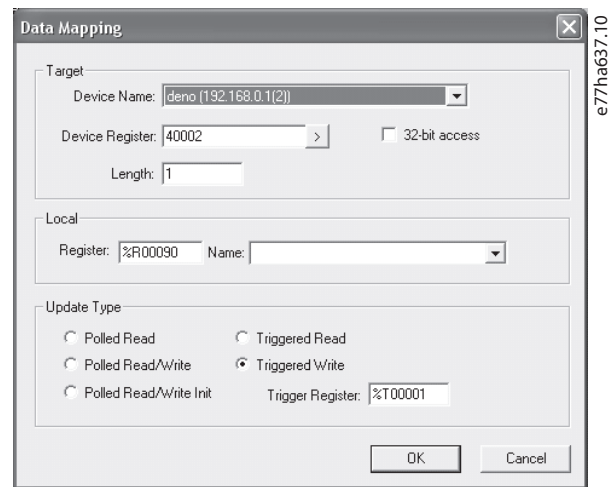 Data Mapping
Target
Device Name: deno (192.168.0.1(2))
Device Register: 40002 > 32-bit access
Length: 1
Local
Register: %R00090 Name:
Update Type
Polled Read Triggered Read
Polled Read/Write Triggered Write
Polled Read/Write Init Trigger Register: %T00001
OK Cancel
e77ha637.10